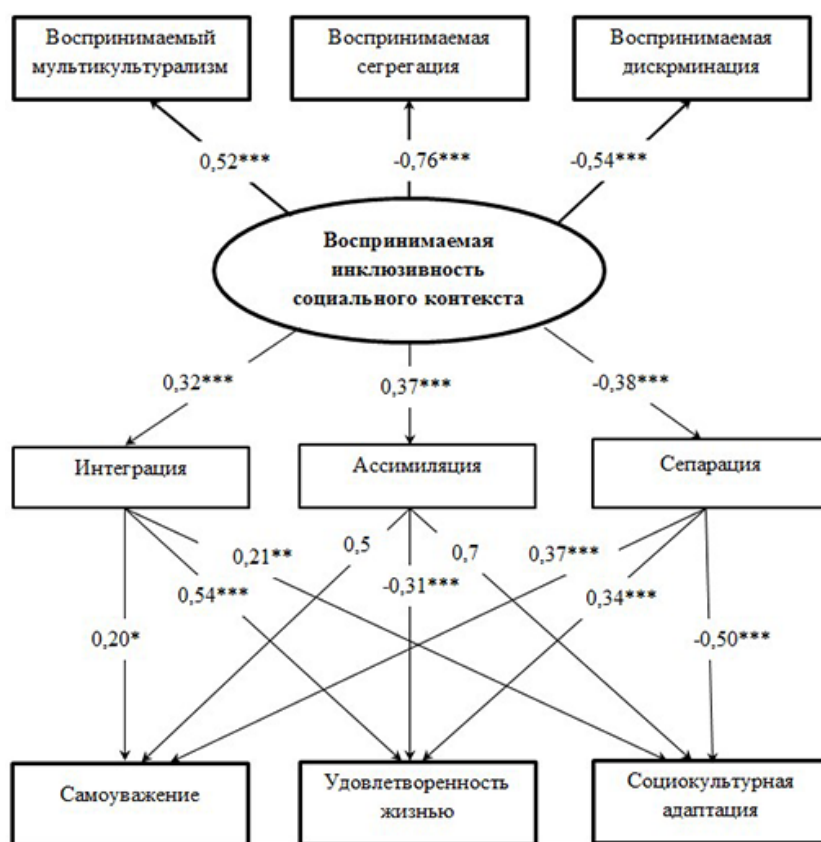 Воспринимаемый
мультикультурализм
Воспринимаемая
сегрегация
Воспринимаемая
дискрминация
0,52***
-0,76***
-0,54***
Воспринимаемая
инклюзивность
социального контекста
0,32***
0,37***
-0,38***
Интеграция
Ассимиляция
Сепарация
0,21**
0,5
0,7
0,37***
0,54***
-0,31***
0,34***
0,20*
-0,50***
Самоуважение
Удовлетворенность
жизнью
Социокультурная
адаптация